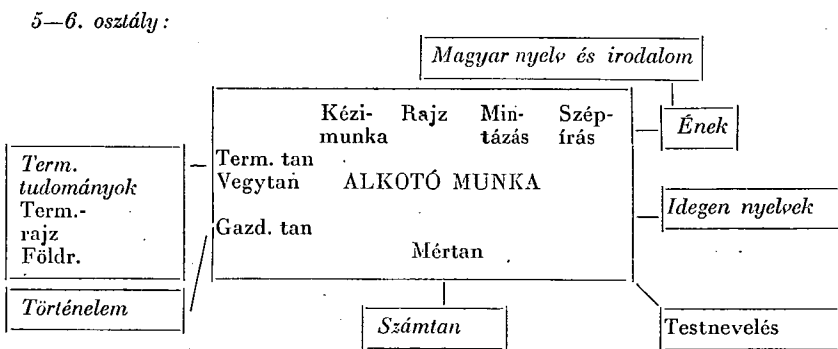 5—6. osztály:
Magyar nyelv és irodalom
Kézi- Rajz Min- Szép-
munka tázás írás
Ének
Term. tudományok
Term.-
rajz
Földr.
Term. tan
Vegytan ALKOTÓ MUNKA
Gazd. tan
Idegen nyelvek
Mértan
Történelem
Számtan
Testnevelés